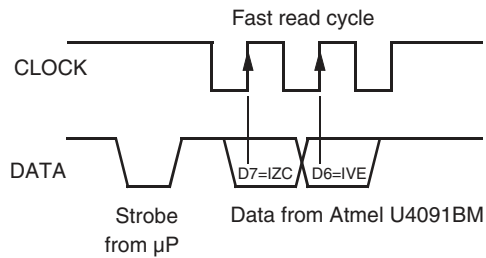 Fast read cycle
CLOCK
DATA
D7=IZC
D6=IVE
Strobe
from µP
Data from Atmel U4091BM